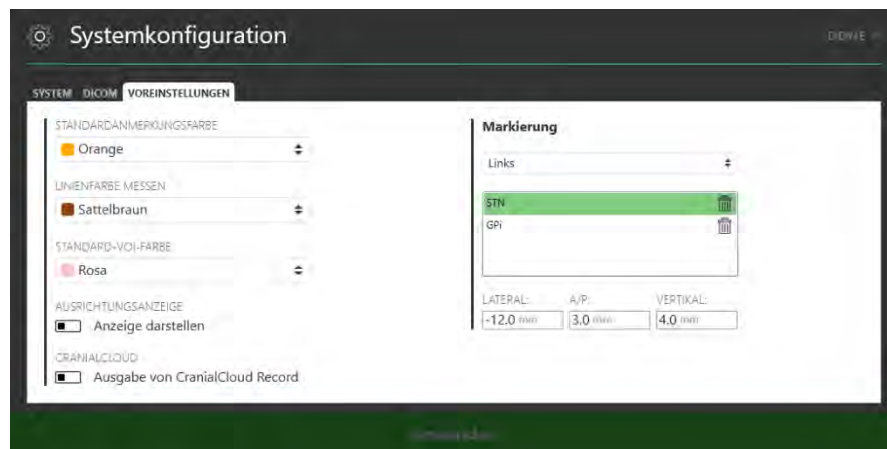 Systemkonfiguration
SYSTEM DICOM VOREINSTELLUNGEN
STANDARDANMERKUNGSFARBE
Orange
LINIENFARBE MESSEN
Sattelbraun
STANDARD-VOI-FARBE
Rosa
AUSRICHTUNGSANZEIGE
Anzeige darstellen
CRANIALCLOUD
Ausgabe von CranialCloud Record
Markierung
Links
STN
GPi
LATERAL: A/P: VERTIKAL:
-12.0 mm 3.0 mm 4.0 mm